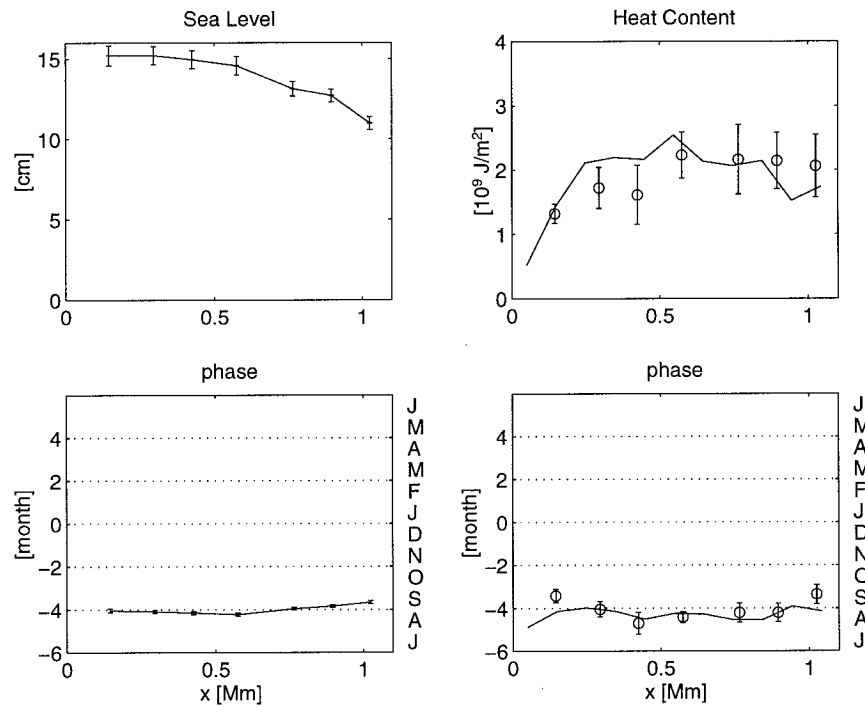 Sea Level
[cm]
15
10
5
0
0
0.5
1
Heat Content
[10⁹ J/m²]
4
3
2
1
0
0
0.5
1
phase
[month]
4
2
0
−2
−4
−6
0
0.5
1
x [Mm]
J
M
A
M
F
J
D
N
O
S
A
J
phase
[month]
4
2
0
−2
−4
−6
0
0.5
1
x [Mm]
J
M
A
M
F
J
D
N
O
S
A
J